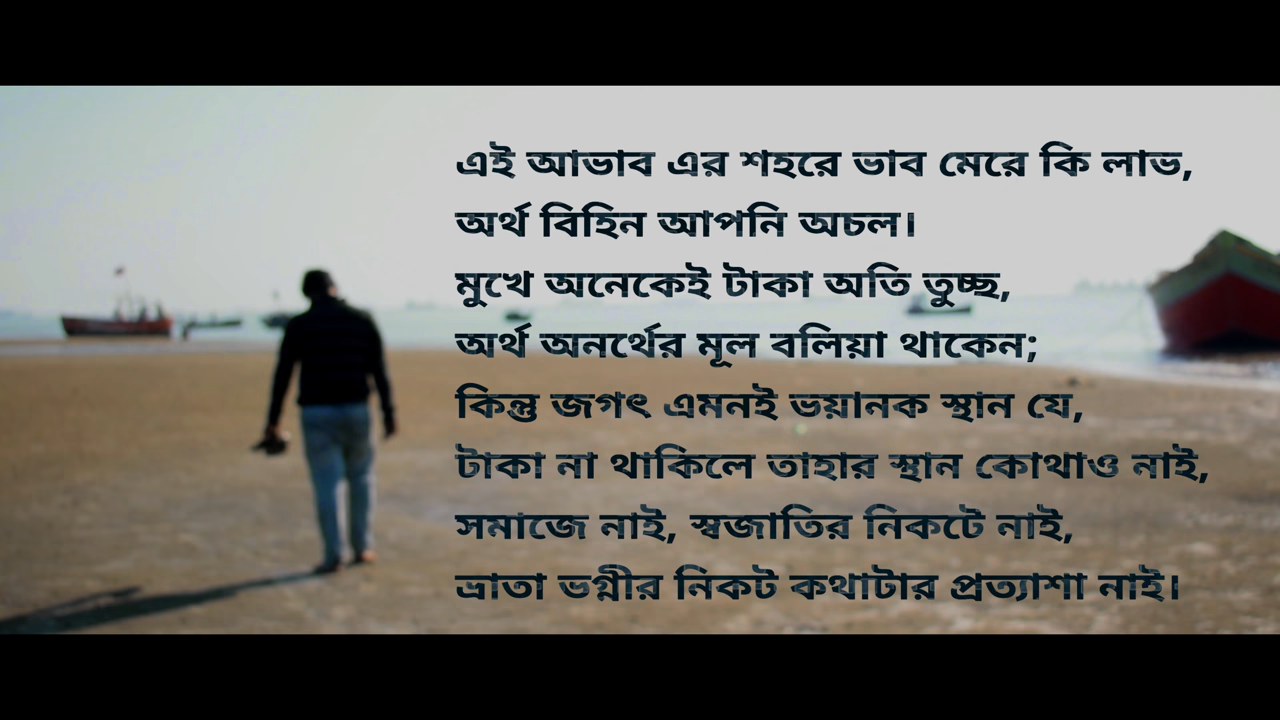 এই আভাব এর শহরে ভাব মেরে কি লাভ,
অর্থ বিহিন আপনি অচল।
মুখে অনেকেই টাকা অতি তুচ্ছ,
অর্থ অনর্থের মূল বলিয়া থাকেন;
কিন্তু জগৎ এমনই ভয়ানক স্থান যে,
টাকা না থাকিলে তাহার স্থান কোথাও নাই,
সমাজে নাই, স্বজাতির নিকটে নাই,
ভ্রাতা ভগ্নীর নিকট কথাটার প্রত্যাশা নাই।